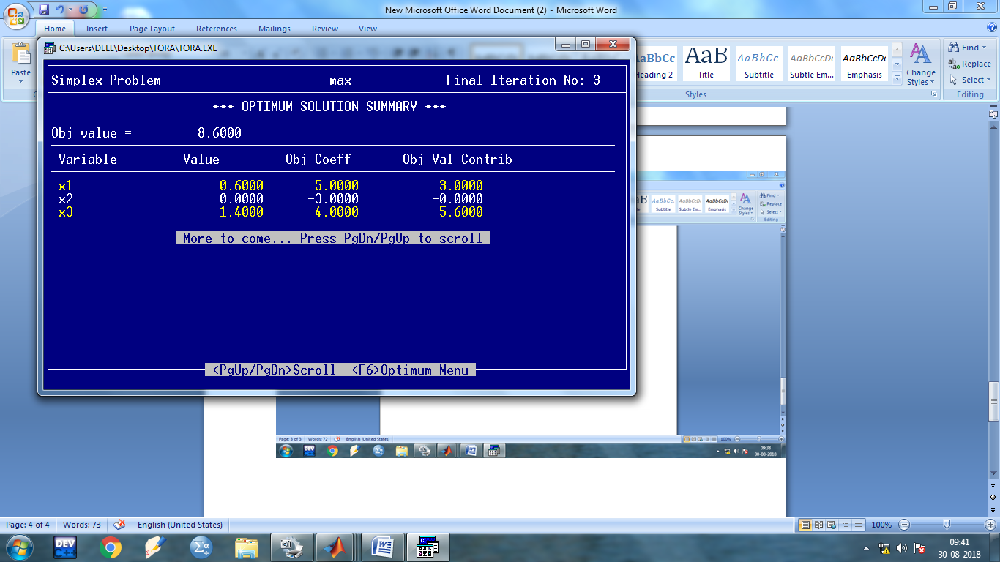 New Microsoft Office Word Document (2) - Microsoft Word
Home Insert Page Layout References Mailings Review View
C:\Users\DELL\Desktop\TORA\TORA.EXE
Paste
Simplex Problem max Final Iteration No: 3
*** OPTIMUM SOLUTION SUMMARY ***
Obj value = 8.6000
Variable Value Obj Coeff Obj Val Contrib
x1 0.6000 5.0000 3.0000
x2 0.0000 -3.0000 -0.0000
x3 1.4000 4.0000 5.6000
More to come... Press PgDn/PgUp to scroll
<PgUp/PgDn>Scroll <F6>Optimum Menu
AaBbCc AaB AaBbCc. AaBbCcDc AaBbCcDc
Heading 2 Title Subtitle Subtle Em... Emphasis
Change
Styles
Find
Replace
Select
Styles Editing
AaBbCc. AaBbCcDc AaBbCcDc
Subtitle Subtle Em... Emphasis
Change
Styles
Find
Replace
Select
Editing
Page: 3 of 3 Words: 72 English (United States) 100%
DEV
C++
09:38
30-08-2018
Page: 4 of 4 Words: 73 English (United States) 100%
DEV
C++
Σα
09:41
30-08-2018